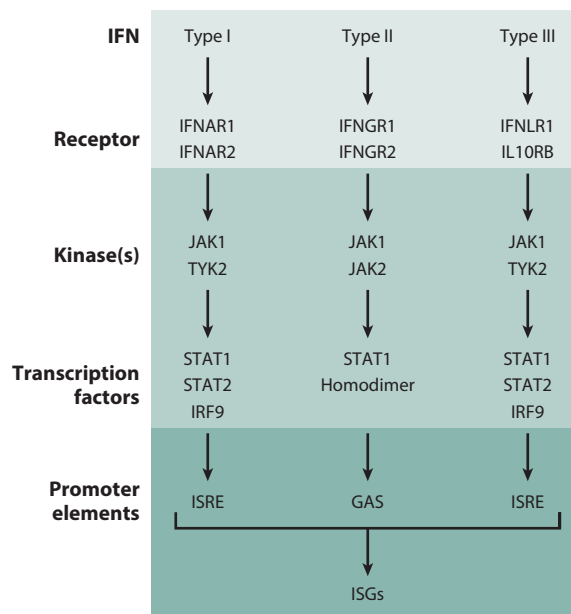 IFN Type I Type II Type III
Receptor
IFNAR1 IFNGR1 IFNLR1
IFNAR2 IFNGR2 IL10RB
Kinase(s)
JAK1 JAK1 JAK1
TYK2 JAK2 TYK2
Transcription
factors
STAT1 STAT1 STAT1
STAT2 Homodimer STAT2
IRF9 IRF9
Promoter
elements
ISRE GAS ISRE
ISGs